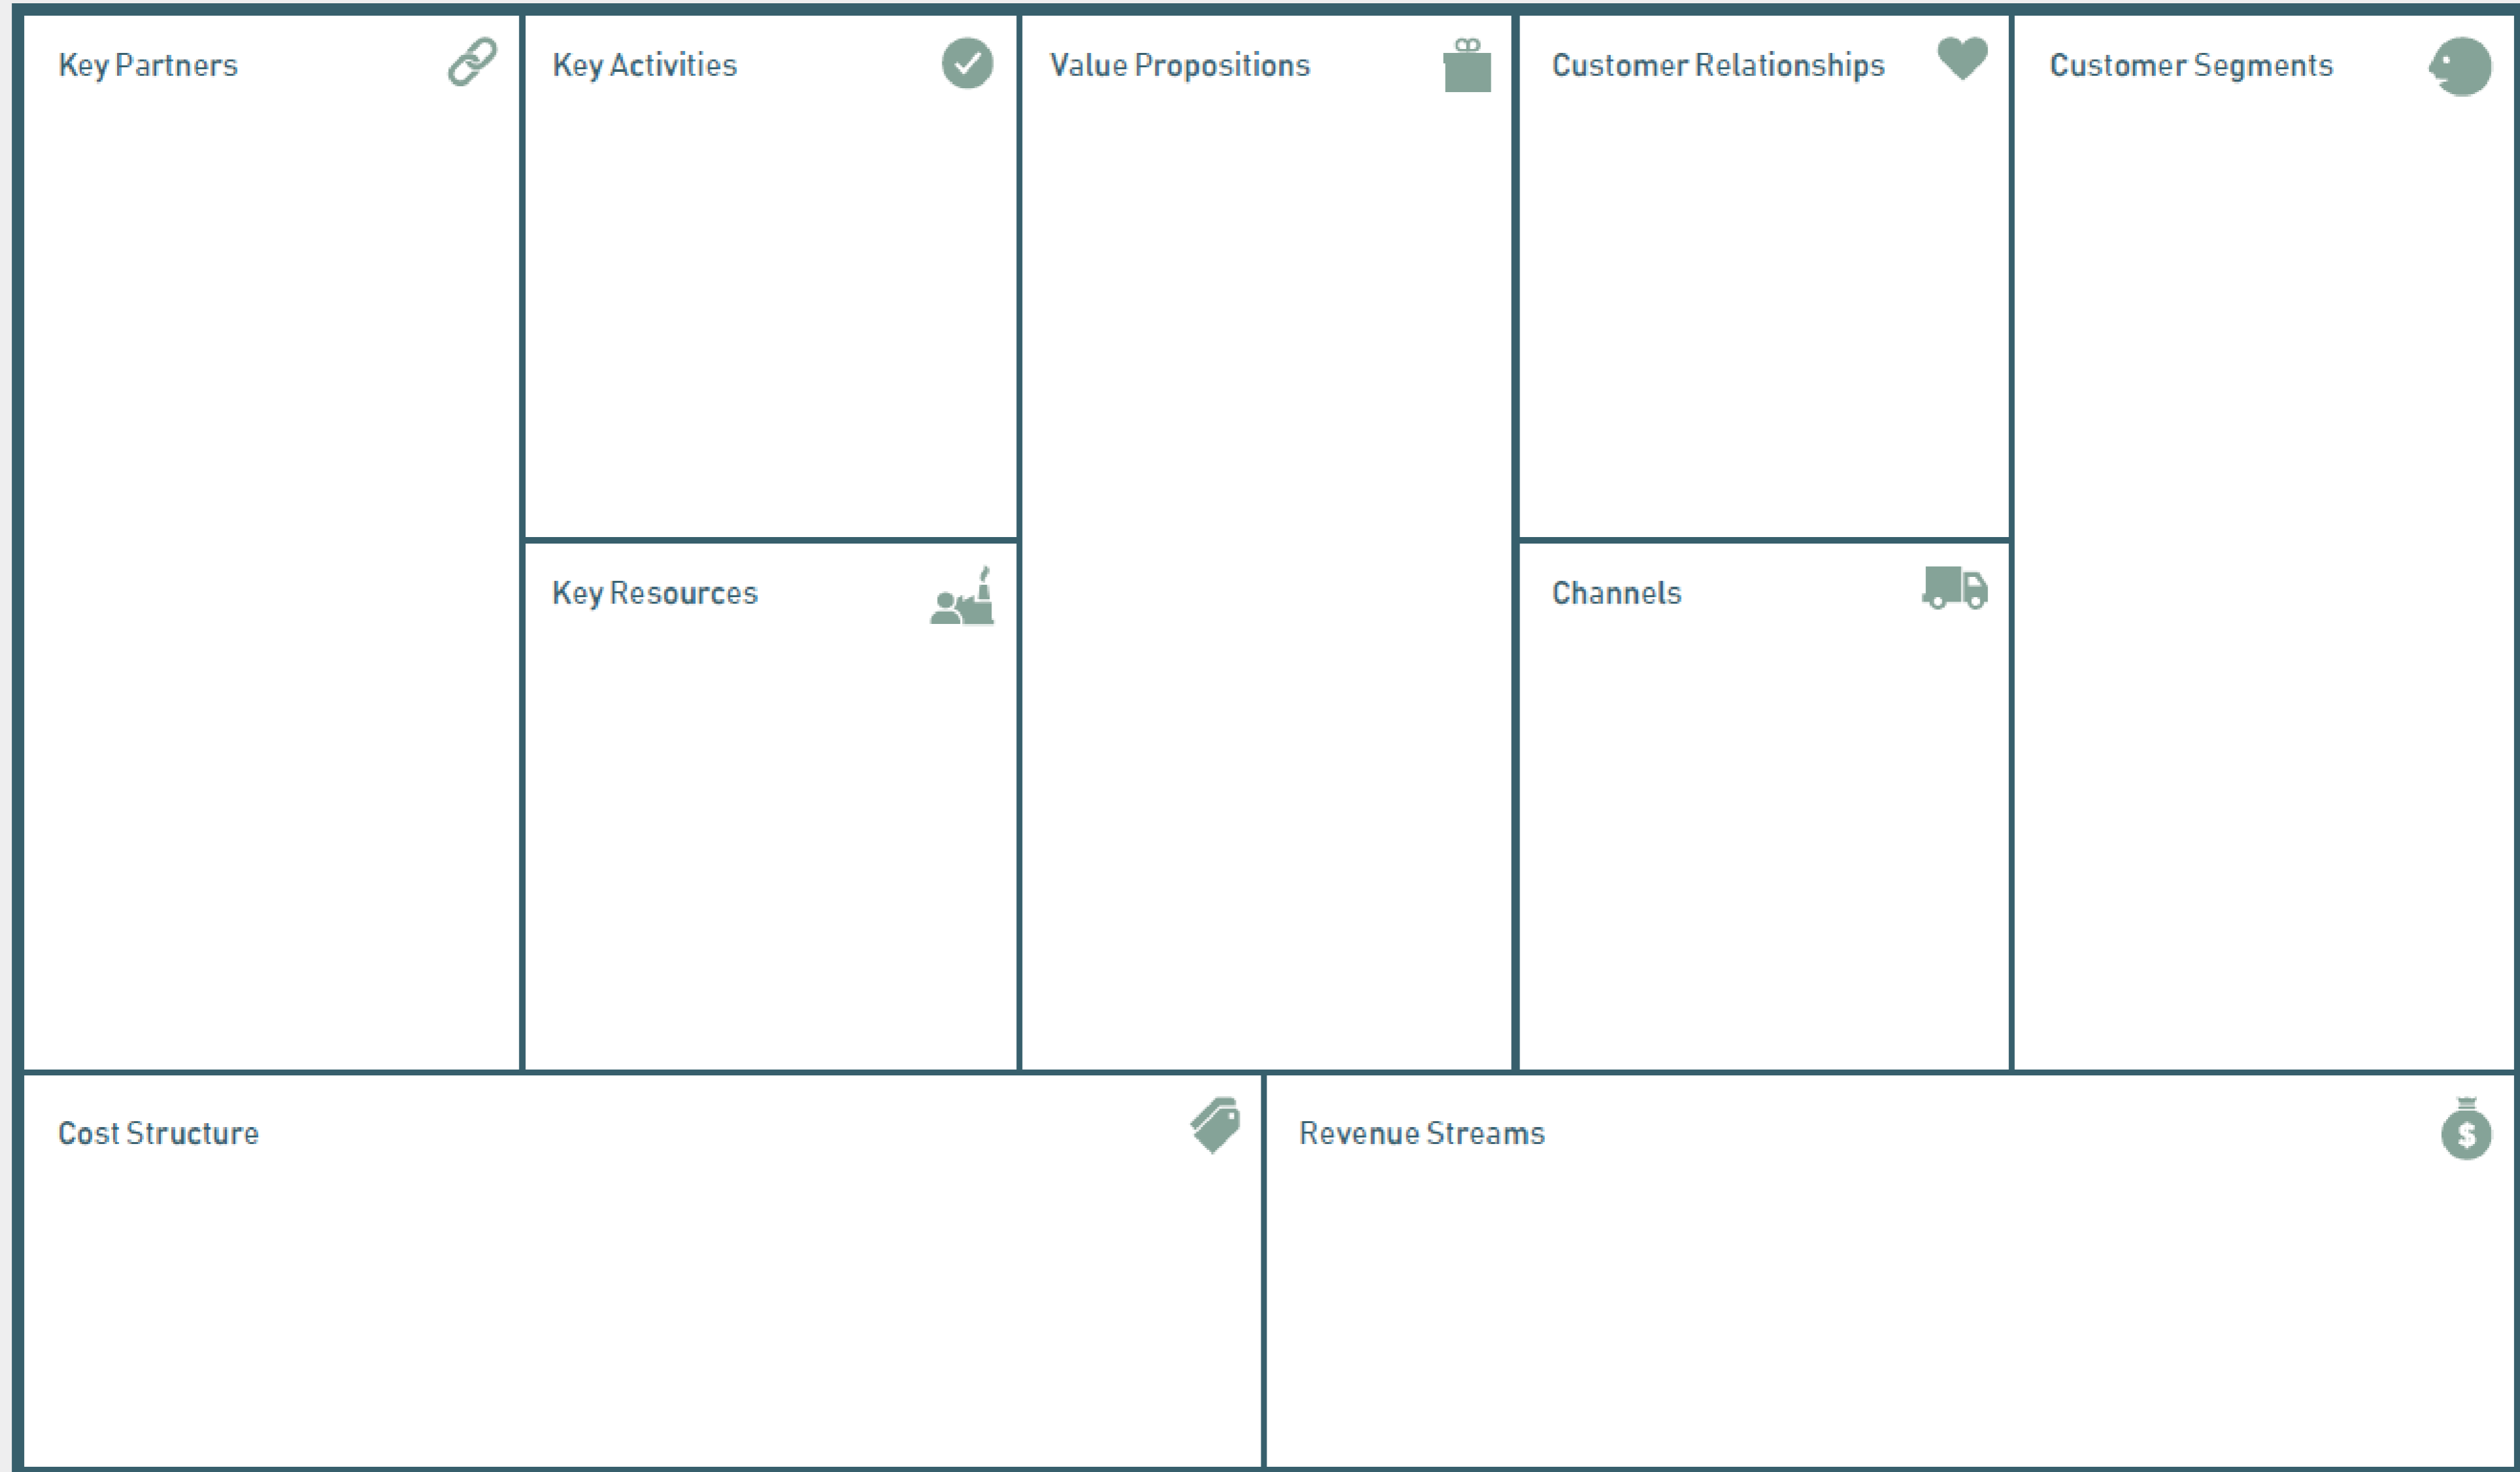 Key Partners
Key Activities
Value Propositions
Customer Relationships
Customer Segments
Key Resources
Channels
Cost Structure
Revenue Streams
$